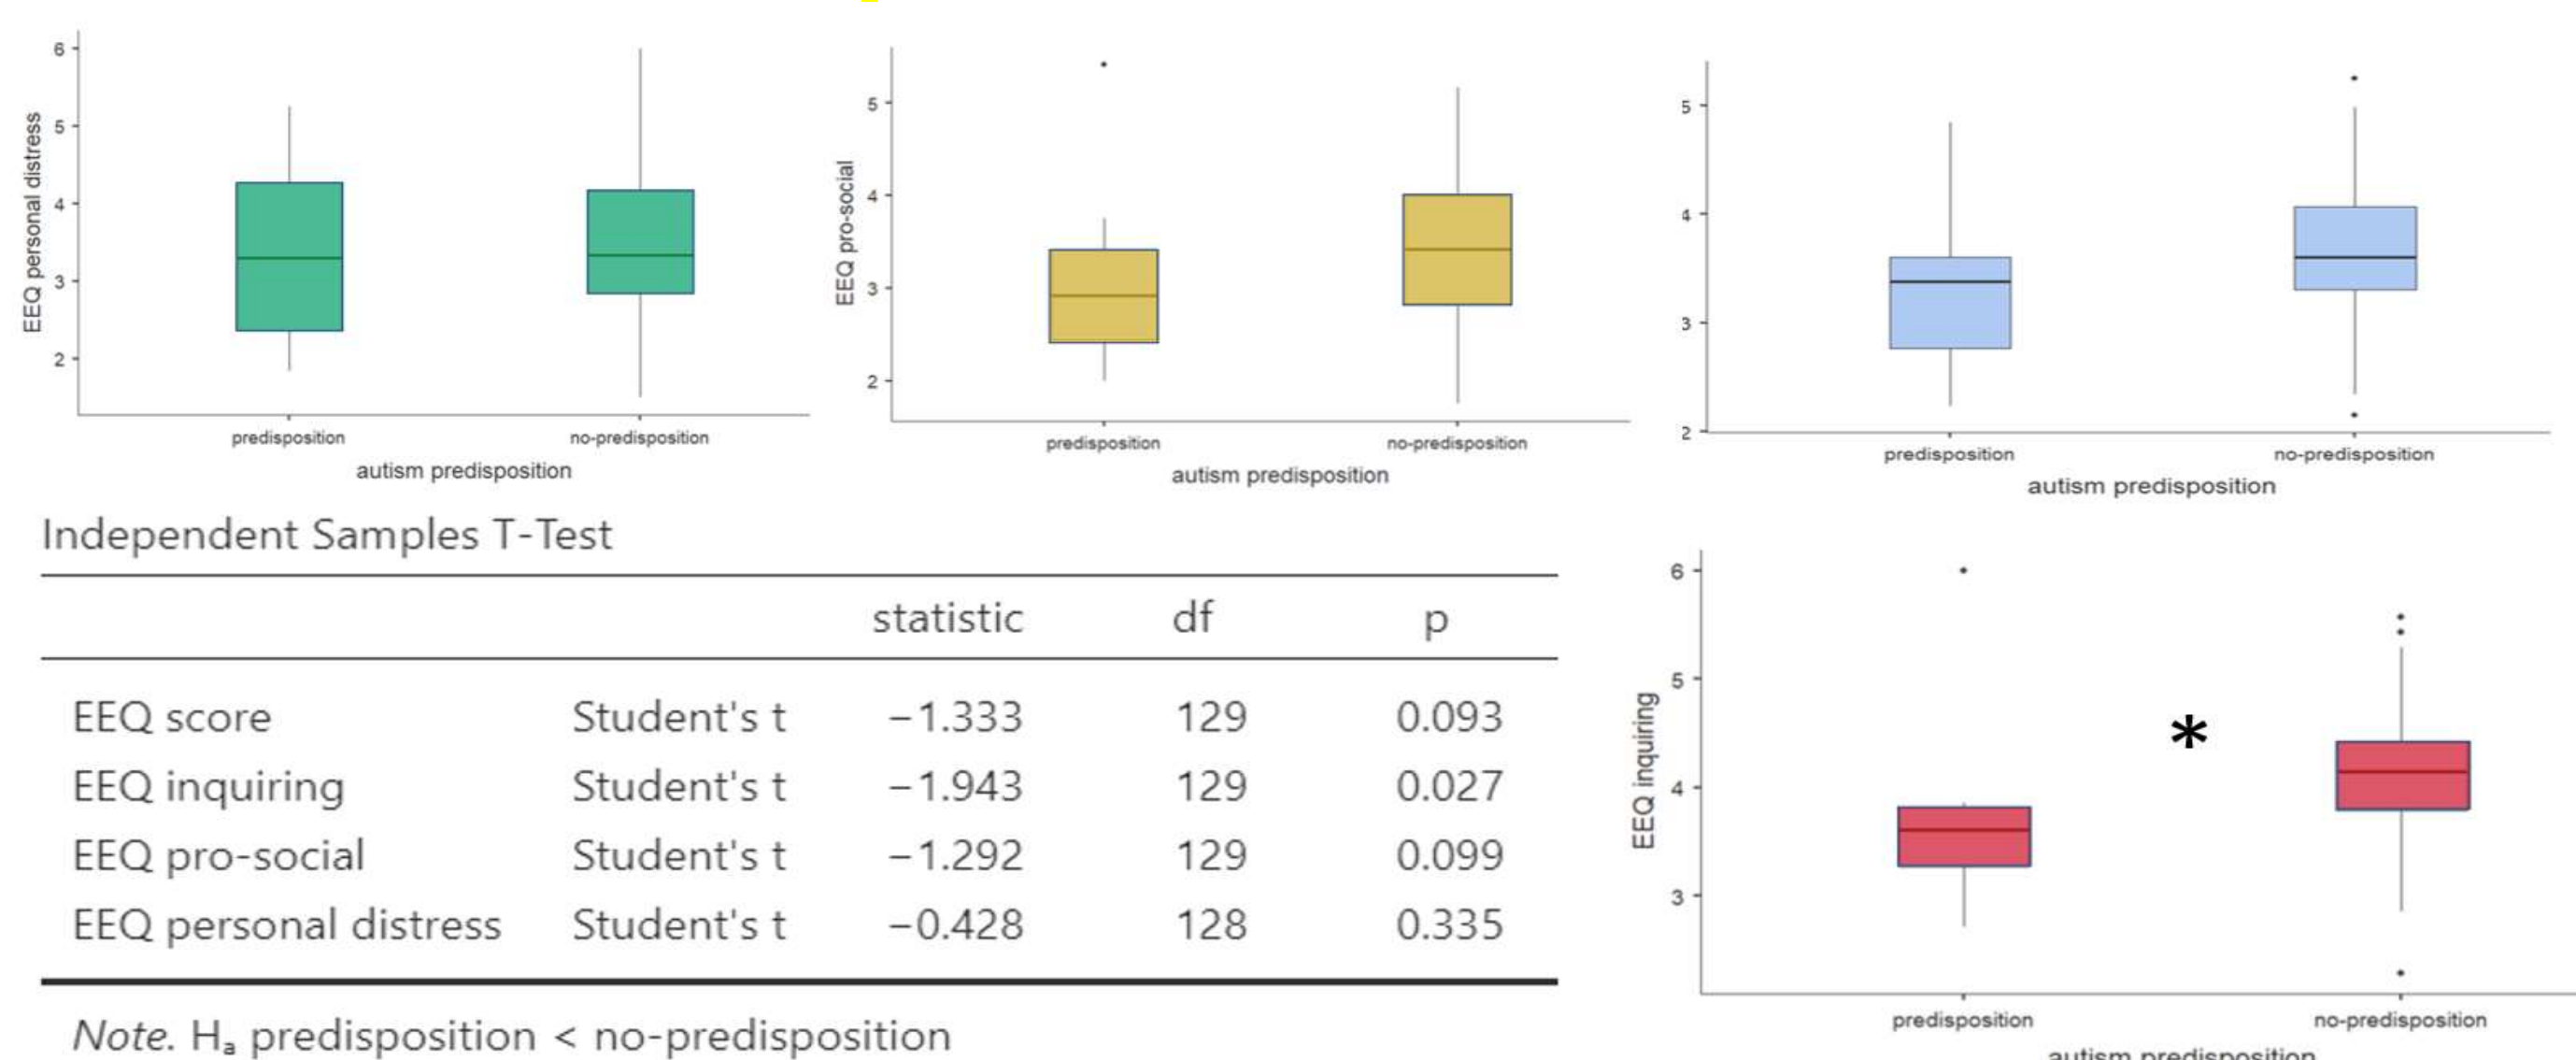 EEQ personal distress
6
5
4
3
2
predisposition no-predisposition
autism predisposition
EEQ pro-social
5
4
3
2
predisposition no-predisposition
autism predisposition
5
4
3
2
predisposition no-predisposition
autism predisposition
Independent Samples T-Test
statistic df p
EEQ score Student's t −1.333 129 0.093
EEQ inquiring Student's t −1.943 129 0.027
EEQ pro-social Student's t −1.292 129 0.099
EEQ personal distress Student's t −0.428 128 0.335
Note. Hₐ predisposition < no-predisposition
EEQ inquiring
6
5
4
3
*
predisposition no-predisposition
autism predisposition